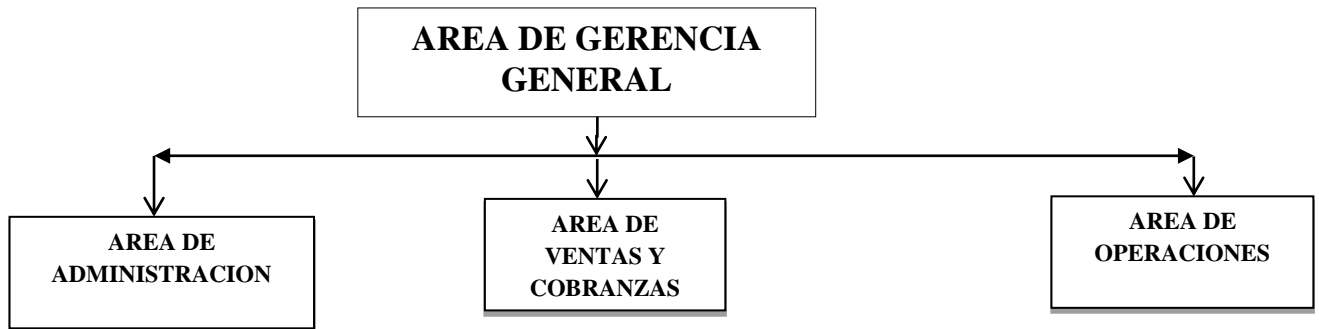 AREA DE GERENCIA
GENERAL
AREA DE
ADMINISTRACION
AREA DE
VENTAS Y
COBRANZAS
AREA DE
OPERACIONES